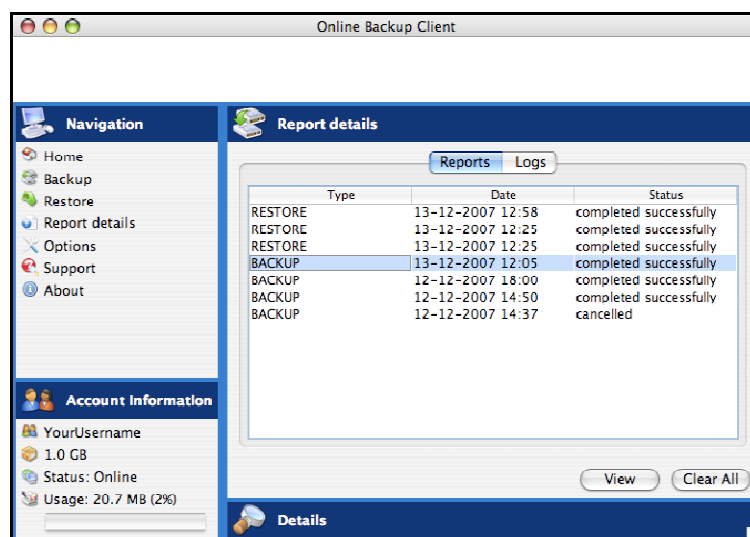 Online Backup Client
Navigation
Home
Backup
Restore
Report details
Options
Support
About
Account Information
YourUsername
1.0 GB
Status: Online
Usage: 20.7 MB (2%)
Report details
Reports Logs
Type Date Status
RESTORE 13-12-2007 12:58 completed successfully
RESTORE 13-12-2007 12:25 completed successfully
RESTORE 13-12-2007 12:25 completed successfully
BACKUP 13-12-2007 12:05 completed successfully
BACKUP 12-12-2007 18:00 completed successfully
BACKUP 12-12-2007 14:50 completed successfully
BACKUP 12-12-2007 14:37 cancelled
View Clear All
Details